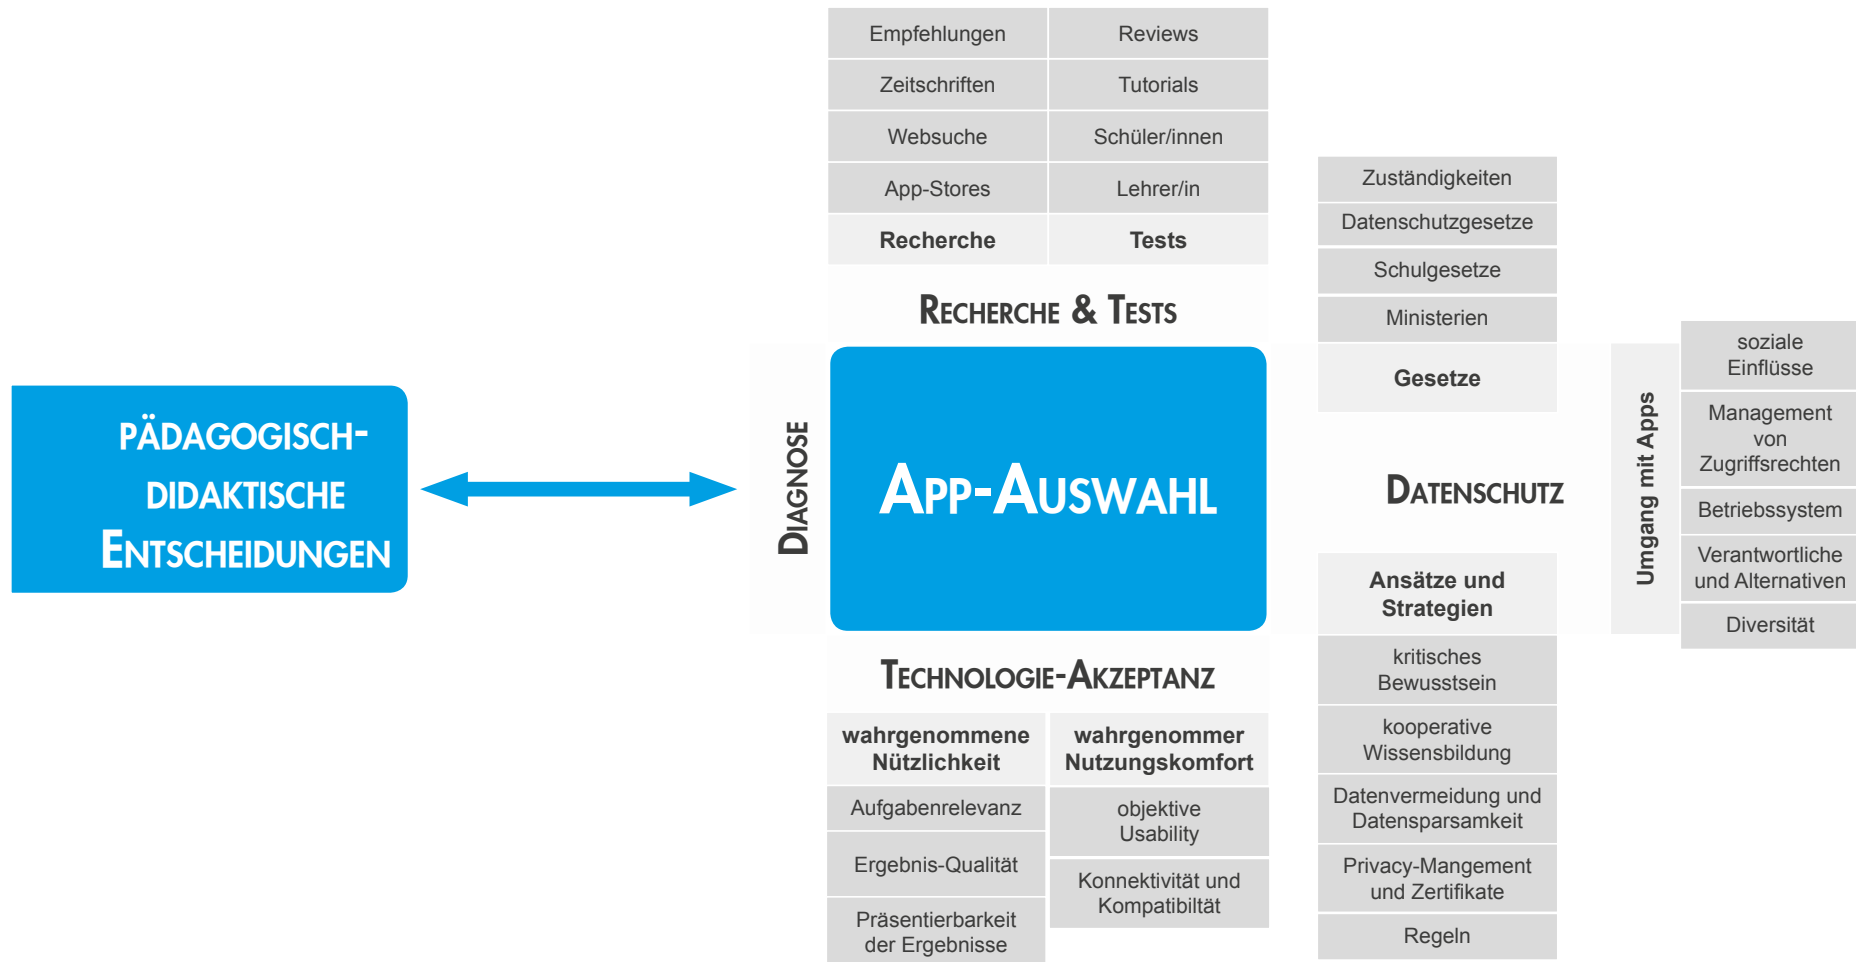 Empfehlungen
Reviews
Zeitschriften
Tutorials
Websuche
Schüler/innen
App-Stores
Lehrer/in
Recherche
Tests
RECHERCHE & TESTS
PÄDAGOGISCH-
DIDAKTISCHE
ENTSCHEIDUNGEN
DIAGNOSE
APP-AUSWAHL
TECHNOLOGIE-AKZEPTANZ
wahrgenommene
Nützlichkeit
Aufgabenrelevanz
Ergebnis-Qualität
Präsentierbarkeit
der Ergebnisse
wahrgenommer
Nutzungskomfort
objektive
Usability
Konnektivität und
Kompatibiltät
Zuständigkeiten
Datenschutzgesetze
Schulgesetze
Ministerien
Gesetze
DATENSCHUTZ
Ansätze und
Strategien
kritisches
Bewusstsein
kooperative
Wissensbildung
Datenvermeidung und
Datensparsamkeit
Privacy-Mangement
und Zertifikate
Regeln
Umgang mit Apps
soziale
Einflüsse
Management
von
Zugriffsrechten
Betriebssystem
Verantwortliche
und Alternativen
Diversität